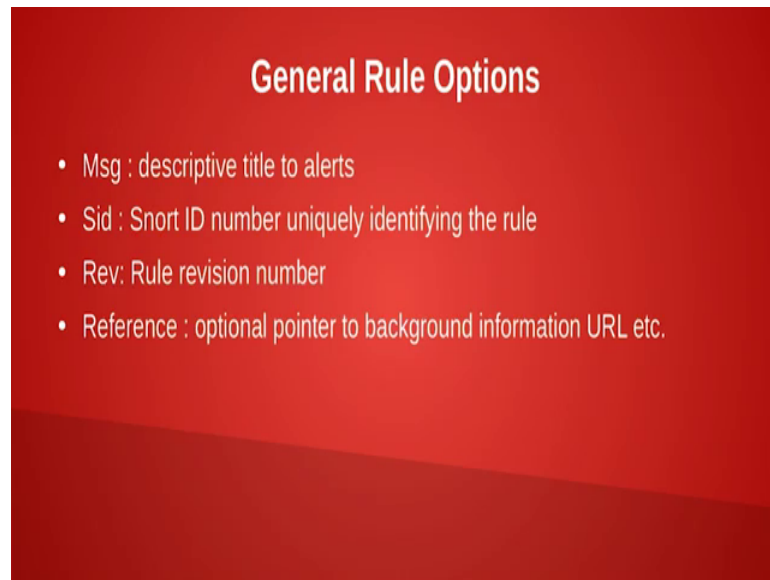 General Rule Options
• Msg : descriptive title to alerts
• Sid : Snort ID number uniquely identifying the rule
• Rev: Rule revision number
• Reference : optional pointer to background information URL etc.